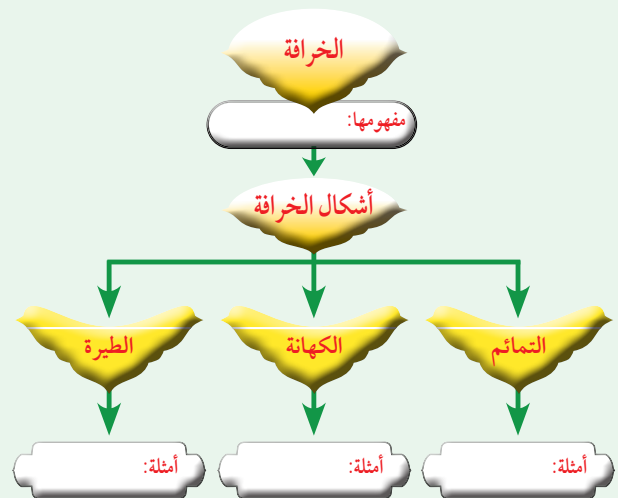 الخرافة
مفهومها:
أشكال الخرافة
التمائم
الكهانة
الطيرة
أمثلة:
أمثلة:
أمثلة: